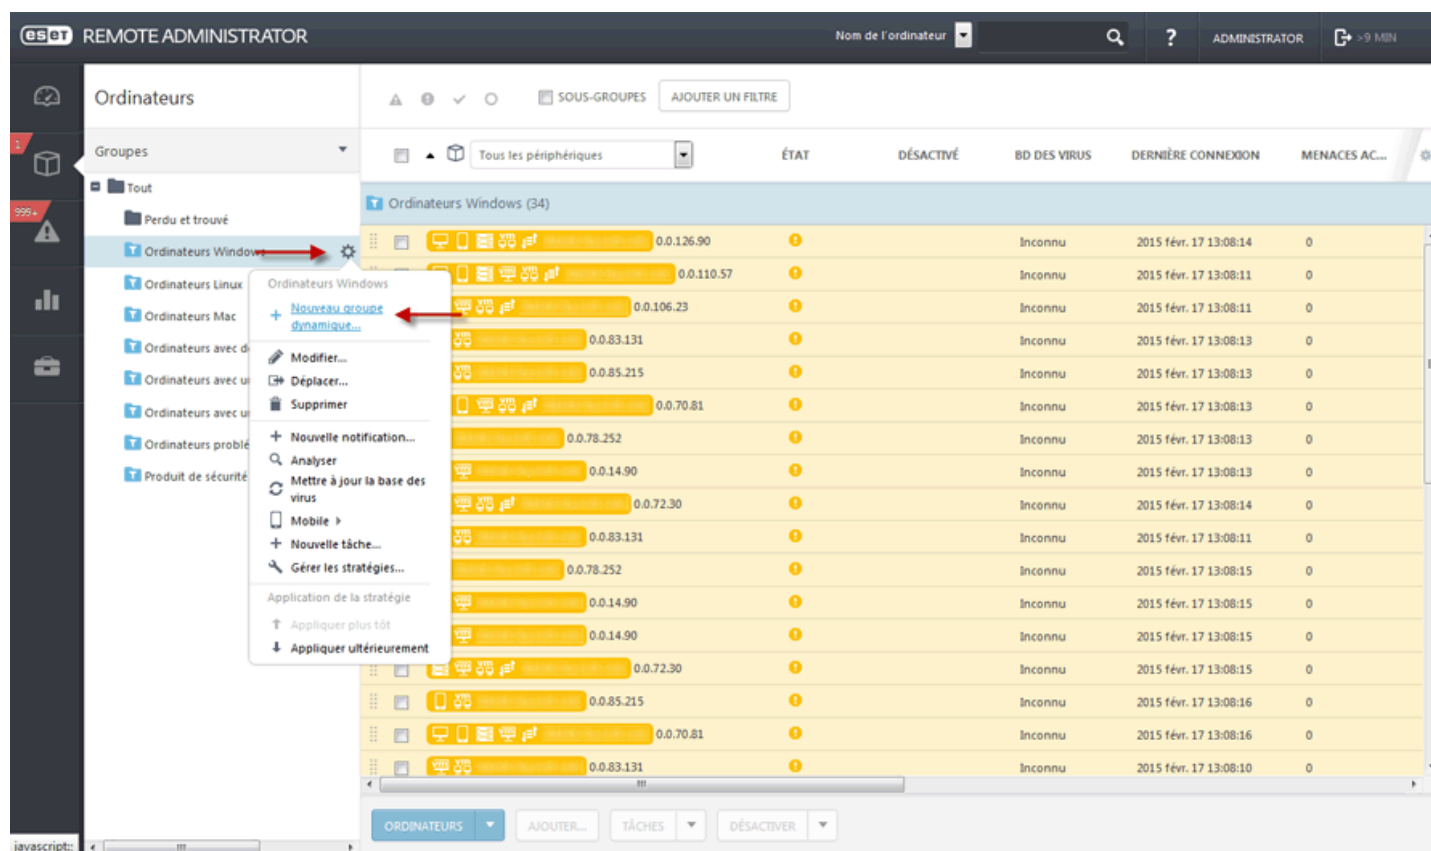 eset REMOTE ADMINISTRATOR
Nom de l'ordinateur
? ADMINISTRATOR >9 MIN
Ordinateurs
SOUS-GROUPES AJOUTER UN FILTRE
1
Groupes
Tous les périphériques ÉTAT DÉSACTIVÉ BD DES VIRUS DERNIÈRE CONNEXION MENACES AC...
Tout
999+
Perdu et trouvé
Ordinateurs Windows
Ordinateurs Linux
Ordinateurs Mac
Ordinateurs avec d
Ordinateurs avec u
Ordinateurs avec u
Ordinateurs problé
Produit de sécurité
Ordinateurs Windows
Nouveau groupe
dynamique...
Modifier...
Déplacer...
Supprimer
Nouvelle notification...
Analyser
Mettre à jour la base des
virus
Mobile
Nouvelle tâche...
Gérer les stratégies...
Application de la stratégie
Appliquer plus tôt
Appliquer ultérieurement
Ordinateurs Windows (34)
0.0.126.90 Inconnu 2015 févr. 17 13:08:14 0
0.0.110.57 Inconnu 2015 févr. 17 13:08:11 0
0.0.106.23 Inconnu 2015 févr. 17 13:08:11 0
0.0.83.131 Inconnu 2015 févr. 17 13:08:13 0
0.0.85.215 Inconnu 2015 févr. 17 13:08:13 0
0.0.70.81 Inconnu 2015 févr. 17 13:08:13 0
0.0.78.252 Inconnu 2015 févr. 17 13:08:13 0
0.0.14.90 Inconnu 2015 févr. 17 13:08:13 0
0.0.72.30 Inconnu 2015 févr. 17 13:08:14 0
0.0.83.131 Inconnu 2015 févr. 17 13:08:11 0
0.0.78.252 Inconnu 2015 févr. 17 13:08:15 0
0.0.14.90 Inconnu 2015 févr. 17 13:08:15 0
0.0.14.90 Inconnu 2015 févr. 17 13:08:15 0
0.0.72.30 Inconnu 2015 févr. 17 13:08:15 0
0.0.85.215 Inconnu 2015 févr. 17 13:08:16 0
0.0.70.81 Inconnu 2015 févr. 17 13:08:16 0
0.0.83.131 Inconnu 2015 févr. 17 13:08:10 0
ORDINATEURS AJOUTER... TÂCHES DÉSACTIVER
javascript:;